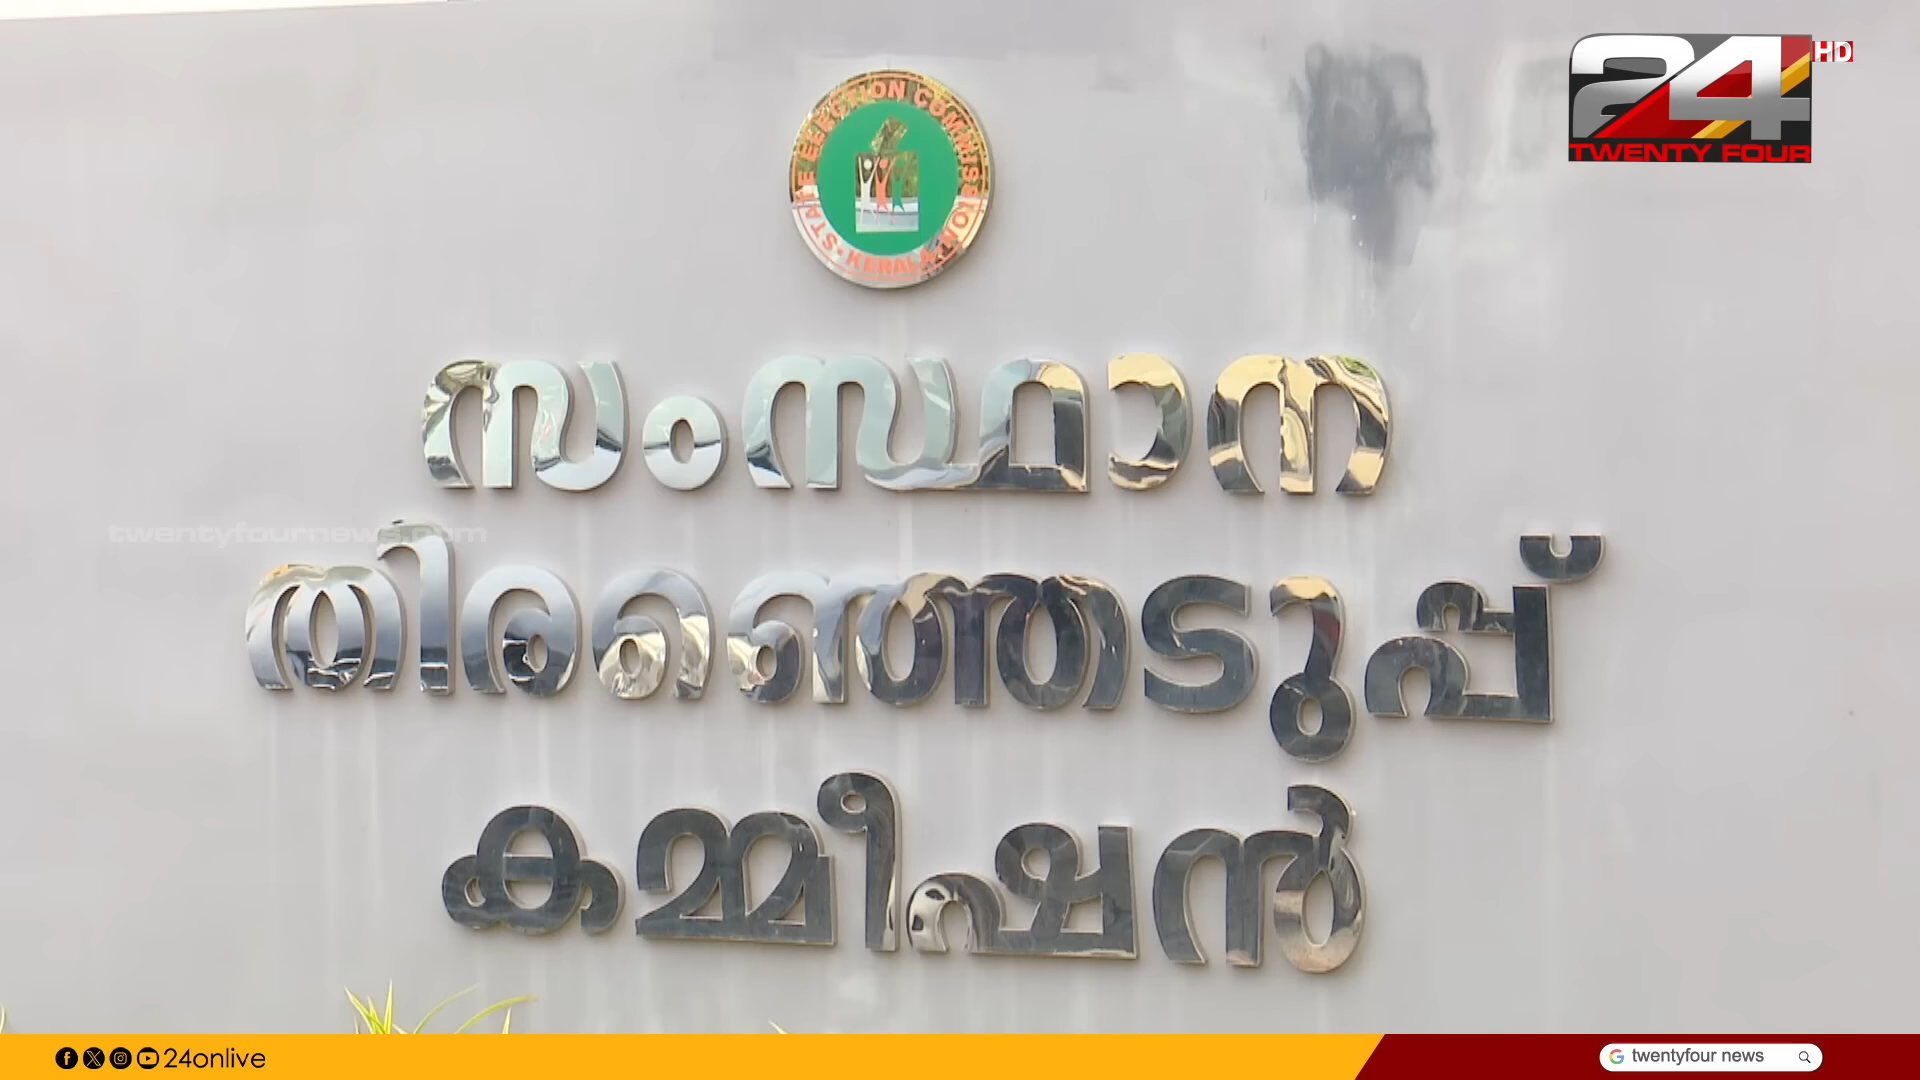 24 HD
TWENTY FOUR
STATE ELECTION COMMISSION
KERALA
സംസ്ഥാന
twentyfournews.com
തിരഞ്ഞെടുപ്പ്
കമ്മീഷൻ
24onlive
twentyfour news